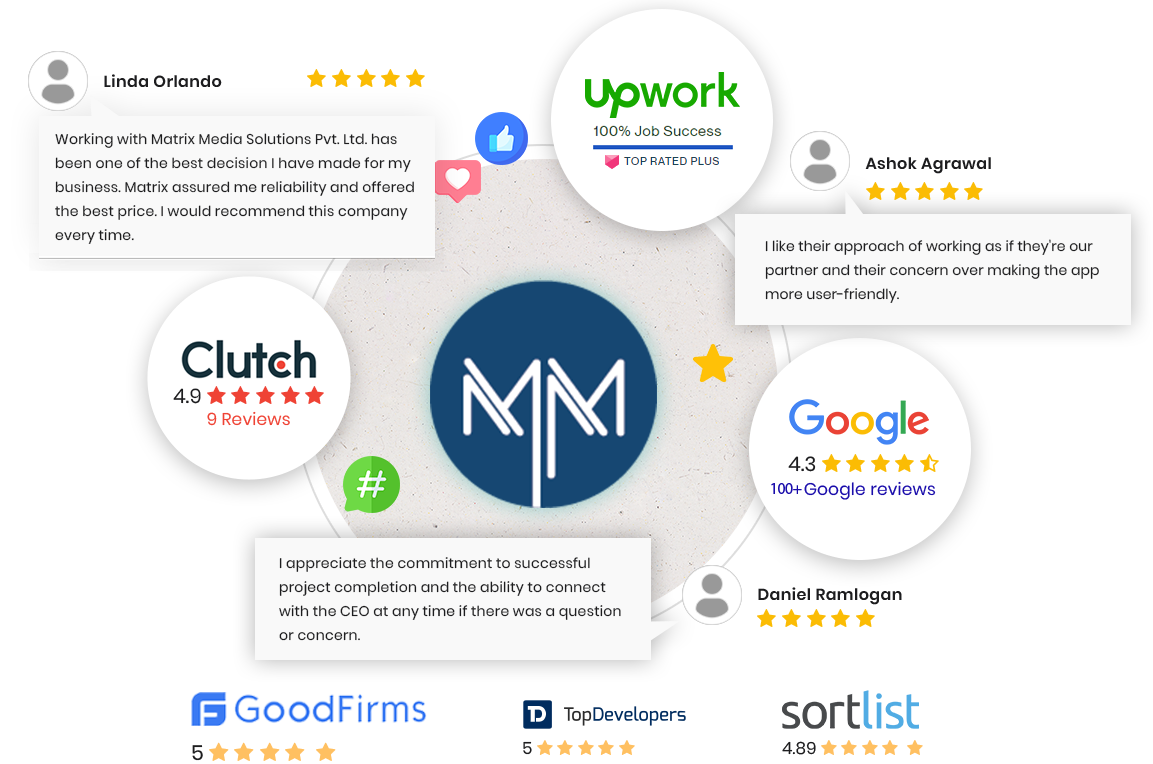 Linda Orlando
Working with Matrix Media Solutions Pvt. Ltd. has
been one of the best decision I have made for my
business. Matrix assured me reliability and offered
the best price. I would recommend this company
every time.
upwork
100% Job Success
TOP RATED PLUS
Ashok Agrawal
I like their approach of working as if they're our
partner and their concern over making the app
more user-friendly.
Clutch
4.9
9 Reviews
MM
Google
4.3
100+Google reviews
#
I appreciate the commitment to successful
project completion and the ability to connect
with the CEO at any time if there was a question
or concern.
Daniel Ramlogan
GoodFirms
5
TD TopDevelopers
5
sortlist
4.89